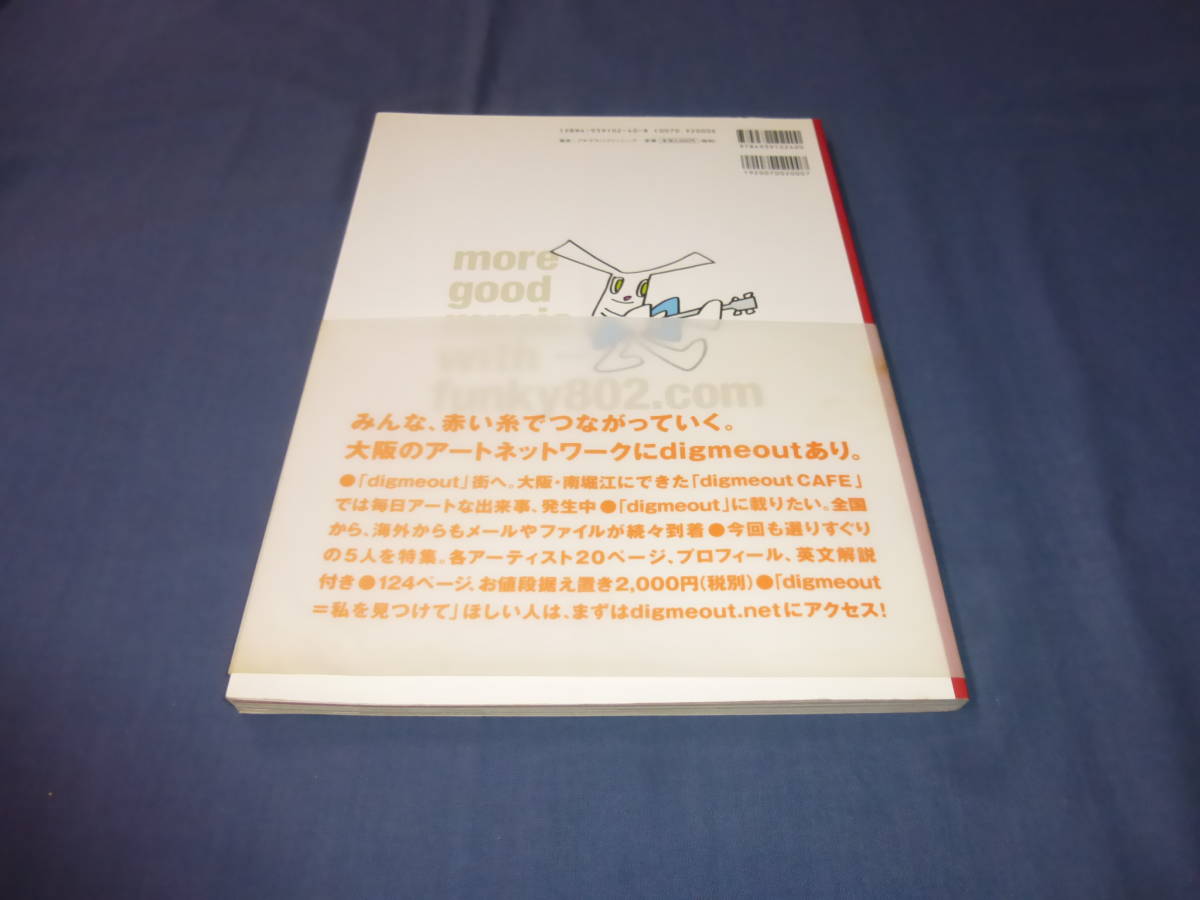 more
good
music
with
funky802.com
みんな、赤い糸でつながっていく。
大阪のアートネットワークにdigmeoutあり。
●「digmeout」街へ。大阪・南堀江にできた「digmeout CAFE」
では毎日アートな出来事、発生中●「digmeout」に載りたい。全国
から、海外からもメールやファイルが続々到着●今回も選りすぐり
の5人を特集。各アーティスト20ページ、プロフィール、英文解説
付き●124ページ、お値段据え置き2,000円(税別)●「digmeout
=私を見つけて」ほしい人は、まずはdigmeout.netにアクセス!